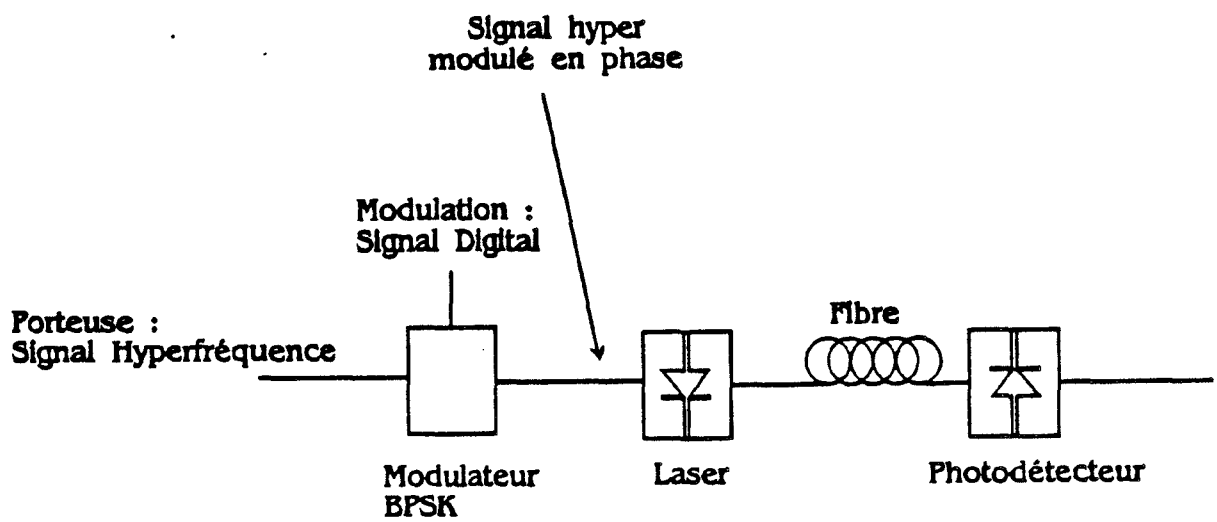 Signal hyper
modulé en phase
Modulation :
Signal Digital
Porteuse :
Signal Hyperfréquence
Fibre
Modulateur
BPSK
Laser
Photodétecteur